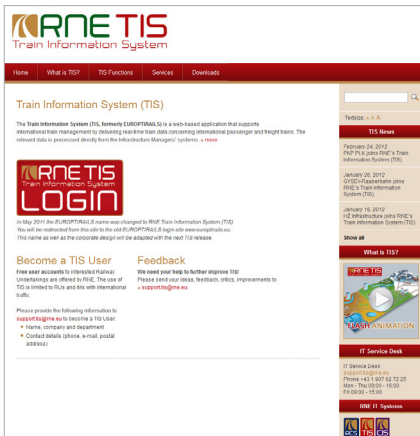 RNE TIS
Train Information System
Home What is TIS? TIS Functions Services Downloads
Train Information System (TIS)
The Train Information System (TIS, formerly EUROPTIRAILS) is a web-based application that supports
international train management by delivering real-time train data concerning international passenger and freight trains. The
relevant data is processed directly from the Infrastructure Managers' systems. » more
RNE TIS
Train Information System
LOGIN
In May 2011 the EUROPTIRAILS name was changed to RNE Train Information System (TIS)
You will be redirected from this site to the old EUROPTIRAILS login site www.europtirails.eu.
This name as well as the corporate design will be adapted with the next TIS release.
Become a TIS User
Free user accounts to interested Railway
Undertakings are offered by RNE. The use of
TIS is limited to RUs and IMs with international
traffic.
Please provide the following information to
support.tis@rne.eu to become a TIS User:
Name, company and department
Contact details (phone, e-mail, postal
address)
Feedback
We need your help to further improve TIS!
Please send your ideas, feedback, critics, improvements to
» support.tis@rne.eu.
Textsize: A A A
TIS News
February 24, 2012
PKP PLK joins RNE's Train
Information System (TIS)
January 26, 2012
GYSEV-Raaberbahn joins
RNE's Train Information
System (TIS)
January 16, 2012
HŽ Infrastructure joins RNE's
Train Information System (TIS)
Show all
What is TIS?
RNE TIS
FLASH ANIMATION
IT Service Desk
IT Service Desk
support.tis@rne.eu
Phone +43 1 907 62 72 25
Mon - Thu 09:00 - 16:00
Fri 09:00 - 15:00
RNE IT Systems
PCS TIS CIS